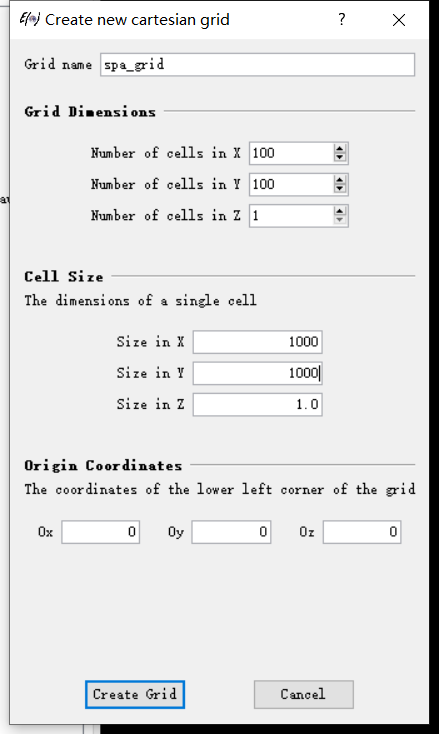 E(∞) Create new cartesian grid ? ×
Grid name spa_grid
Grid Dimensions
Number of cells in X 100
Number of cells in Y 100
Number of cells in Z 1
Cell Size
The dimensions of a single cell
Size in X 1000
Size in Y 1000
Size in Z 1.0
Origin Coordinates
The coordinates of the lower left corner of the grid
Ox 0 Oy 0 Oz 0
Create Grid Cancel